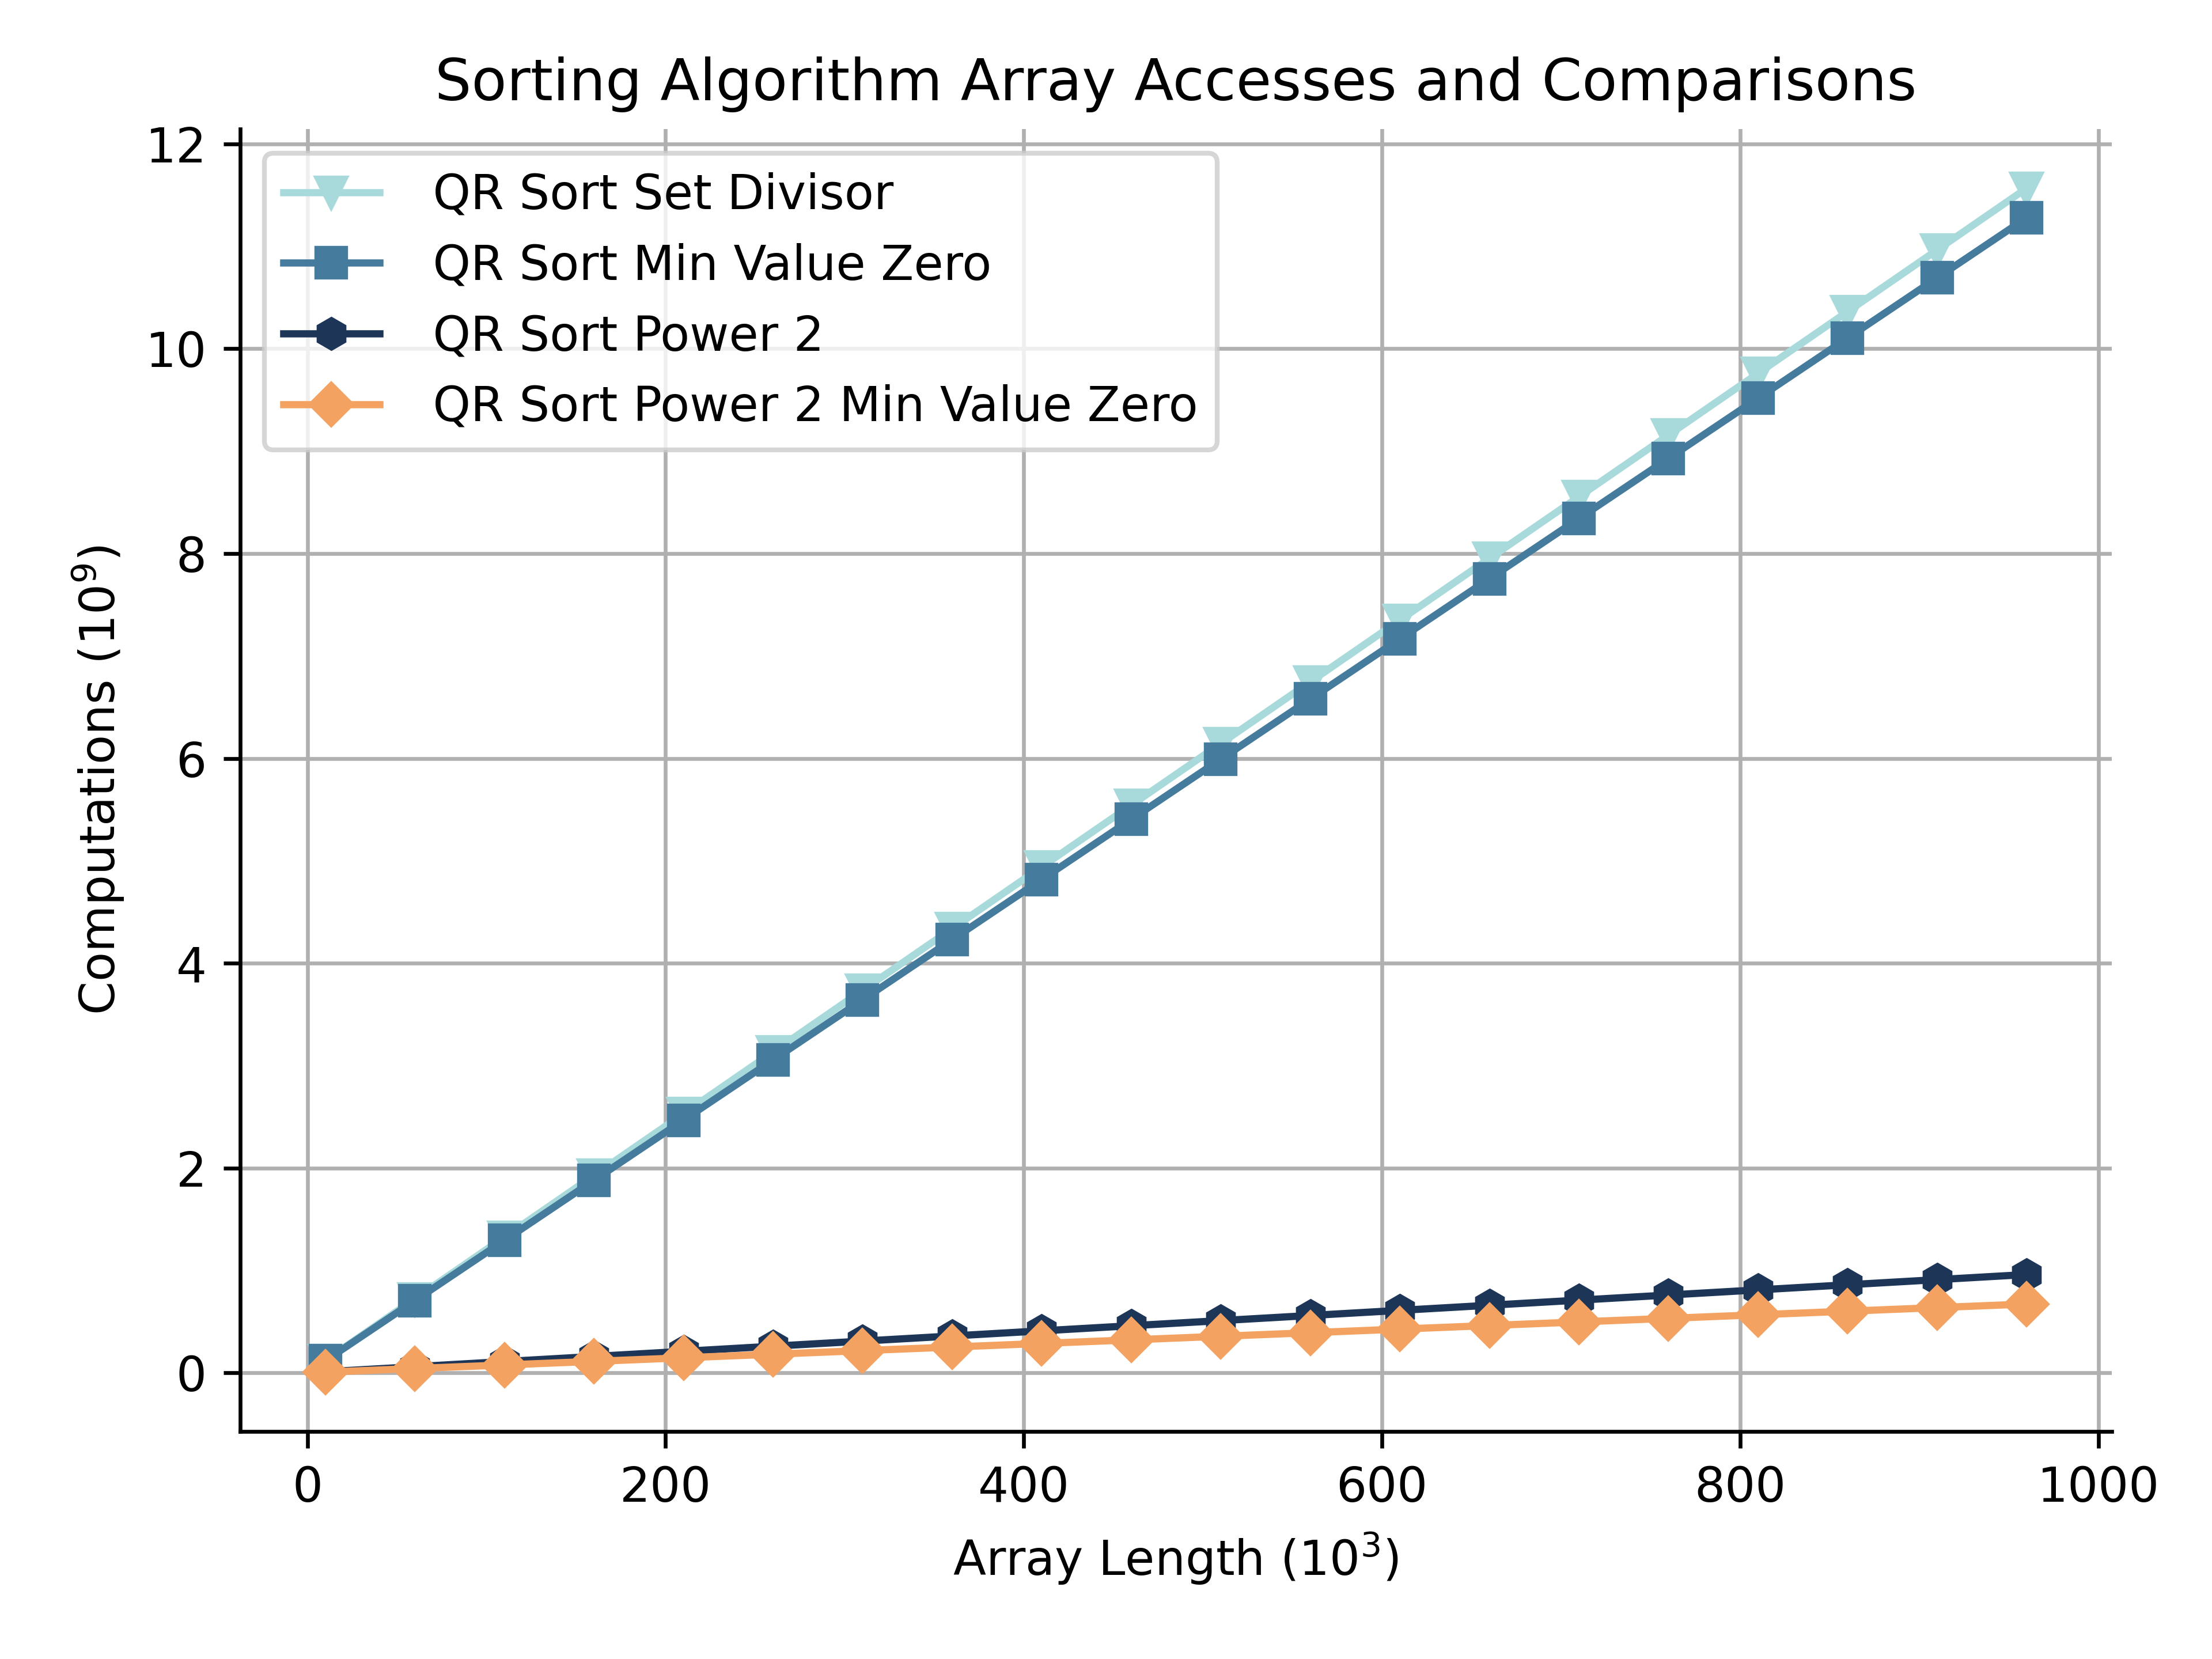 Sorting Algorithm Array Accesses and Comparisons
12
10
8
6
4
2
0
Computations (10⁹)
QR Sort Set Divisor
QR Sort Min Value Zero
QR Sort Power 2
QR Sort Power 2 Min Value Zero
0 200 400 600 800 1000
Array Length (10³)